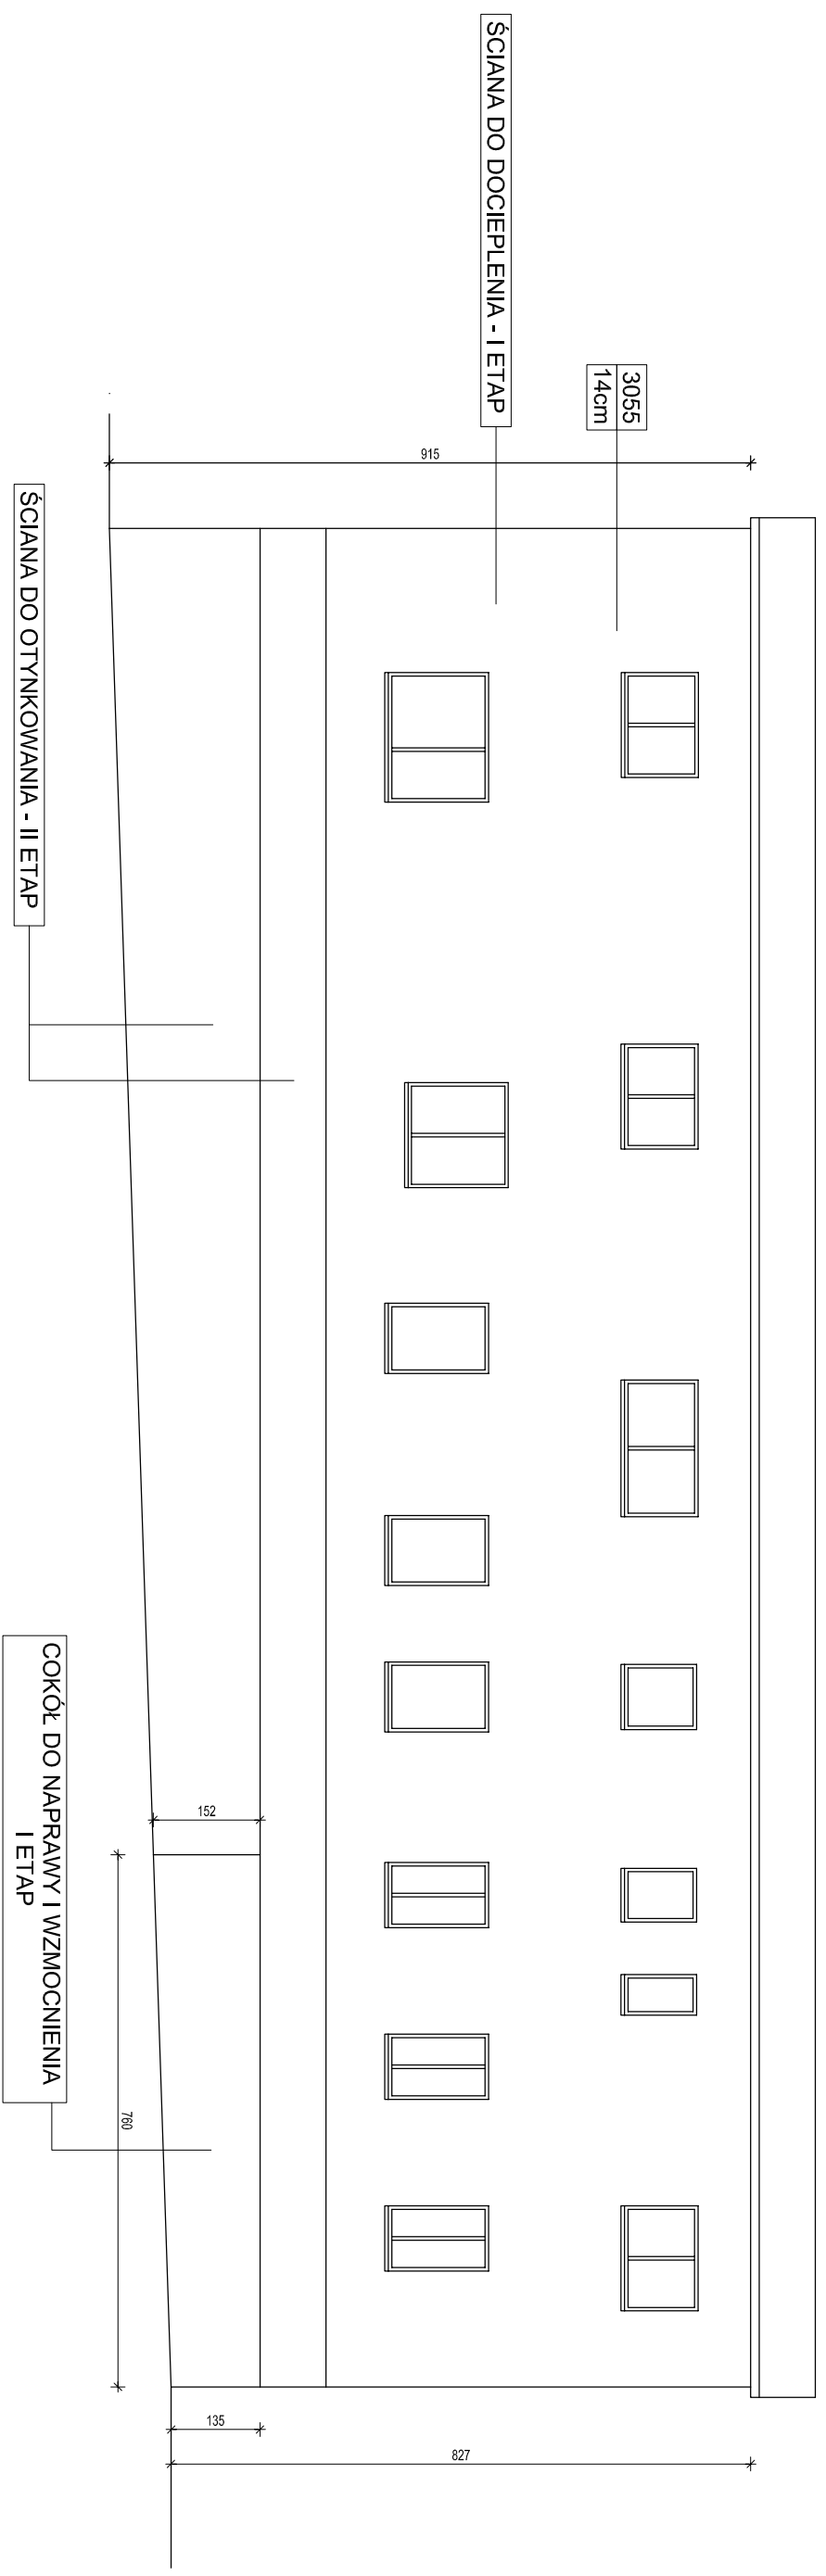 ŚCIANA DO DOCIEPLENIA - I ETAP
3055
14cm
915
ŚCIANA DO OTYNKOWANIA - II ETAP
152
COKÓŁ DO NAPRAWY I WZMOCNIENIA
I ETAP
760
135
827